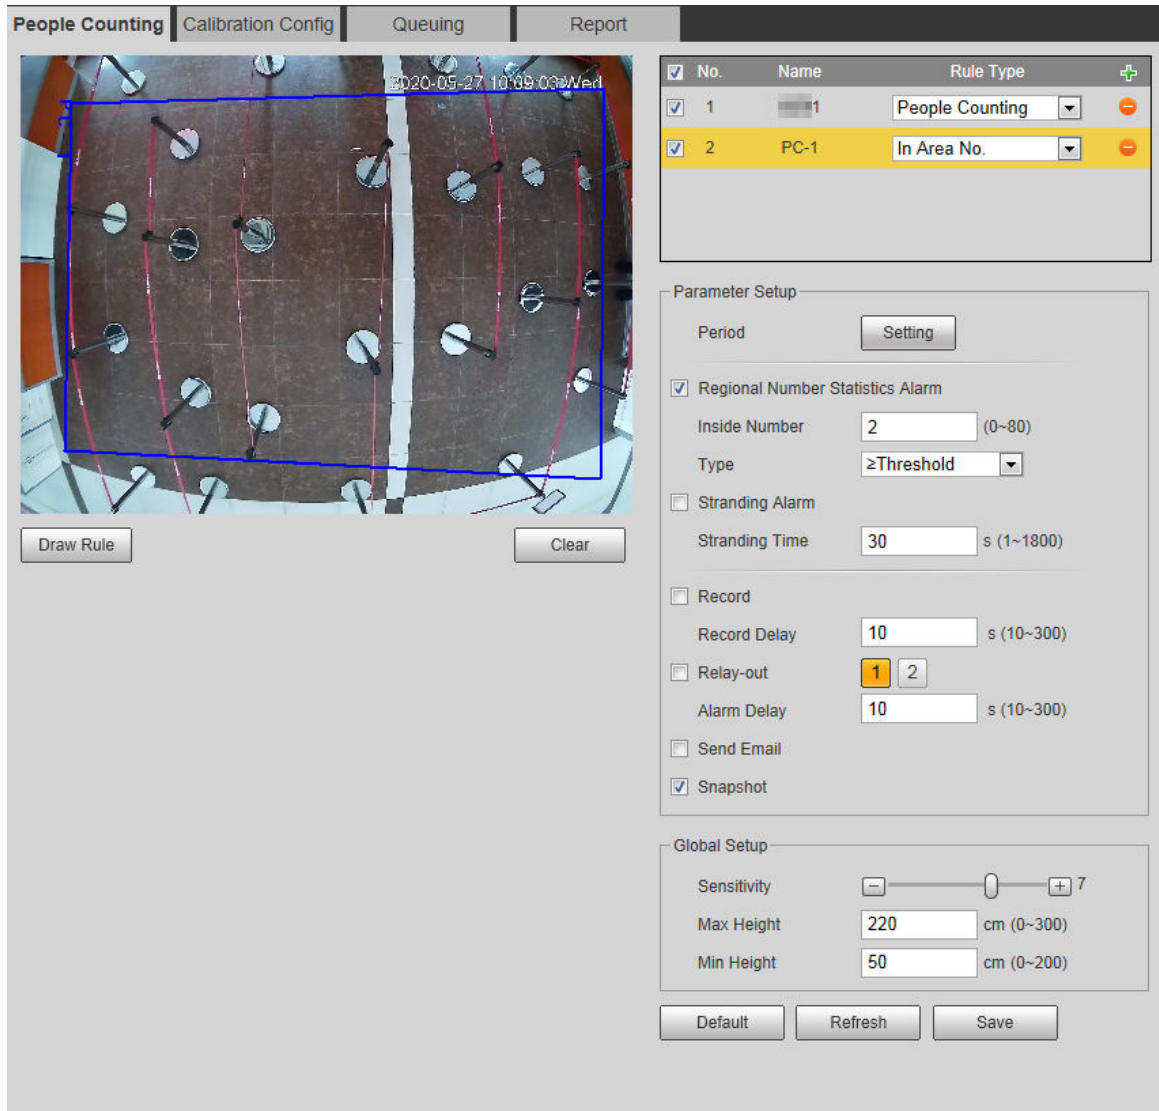 People Counting Calibration Config Queuing Report
2020-05-27 10:09:03 Wed
No. Name Rule Type
1 1 People Counting
2 PC-1 In Area No.
Parameter Setup
Period Setting
Regional Number Statistics Alarm
Inside Number 2 (0~80)
Type ≥Threshold
Stranding Alarm
Draw Rule Clear
Stranding Time 30 s (1~1800)
Record
Record Delay 10 s (10~300)
Relay-out 1 2
Alarm Delay 10 s (10~300)
Send Email
Snapshot
Global Setup
Sensitivity 7
Max Height 220 cm (0~300)
Min Height 50 cm (0~200)
Default Refresh Save